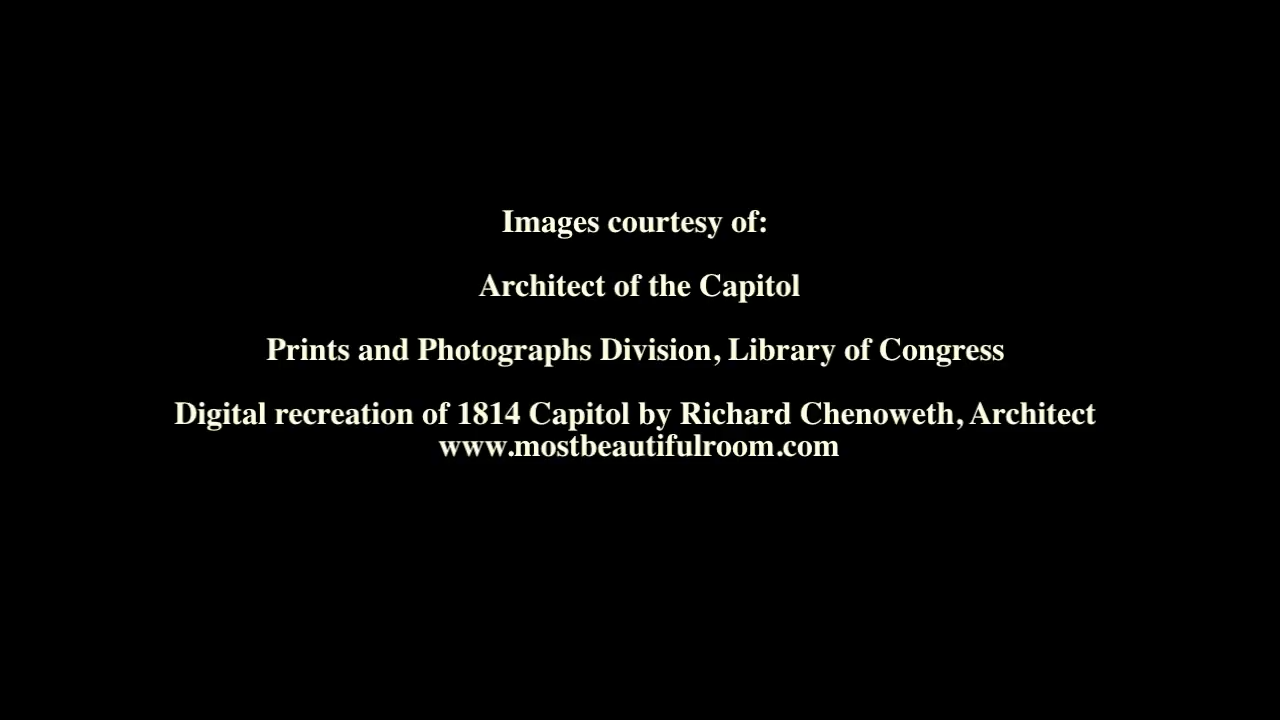 Images courtesy of:
Architect of the Capitol
Prints and Photographs Division, Library of Congress
Digital recreation of 1814 Capitol by Richard Chenoweth, Architect
www.mostbeautifulroom.com